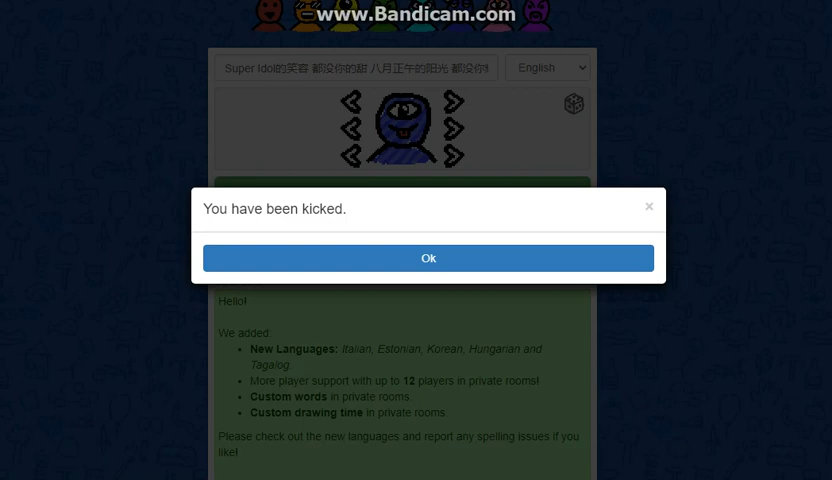 www.Bandicam.com
Super Idol的笑容 都没你的甜 八月正午的阳光 都没你
English
You have been kicked.
×
Ok
Hello!
We added:
New Languages: Italian, Estonian, Korean, Hungarian and
Tagalog.
More player support with up to 12 players in private rooms!
Custom words in private rooms.
Custom drawing time in private rooms.
Please check out the new languages and report any spelling issues if you
like!